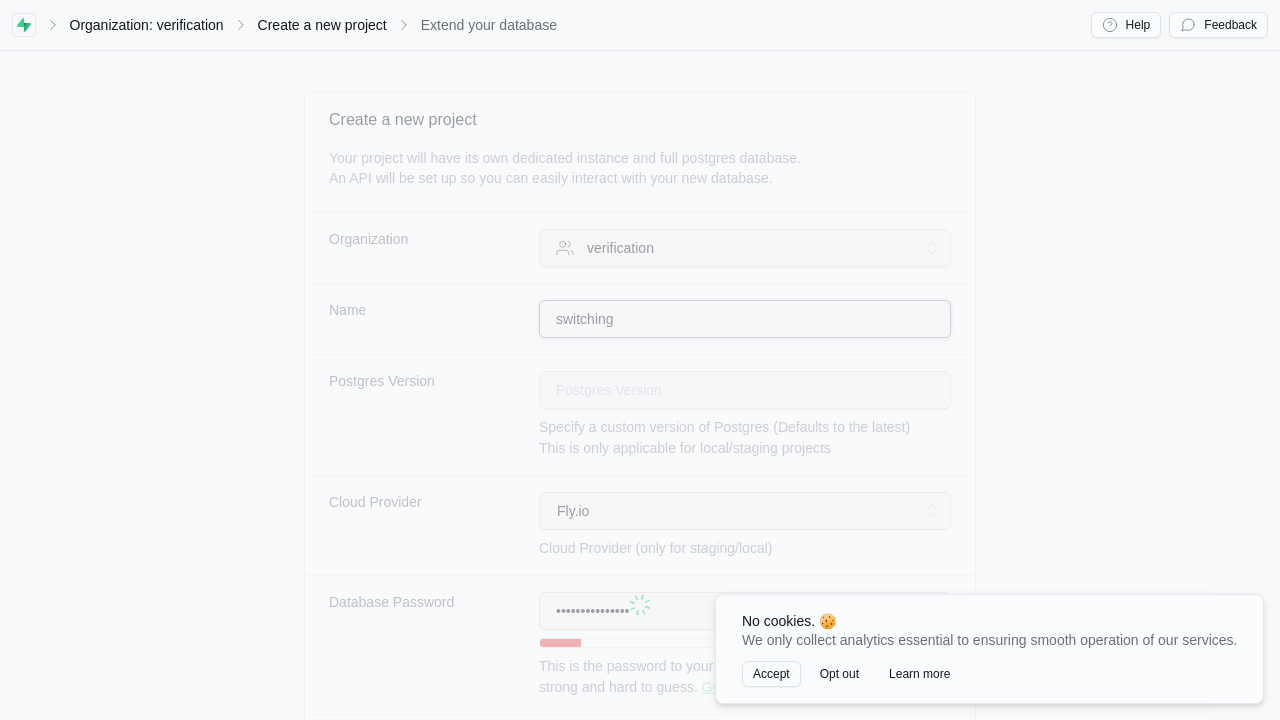 Organization: verification
Create a new project
Extend your database
Help
Feedback
Create a new project
Your project will have its own dedicated instance and full postgres database.
An API will be set up so you can easily interact with your new database.
Organization
verification
Name
switching
Postgres Version
Postgres Version
Specify a custom version of Postgres (Defaults to the latest)
This is only applicable for local/staging projects
Cloud Provider
Fly.io
Cloud Provider (only for staging/local)
Database Password
•••••••••••••••
This is the password to your
strong and hard to guess.
No cookies. 🍪
We only collect analytics essential to ensuring smooth operation of our services.
Accept
Opt out
Learn more